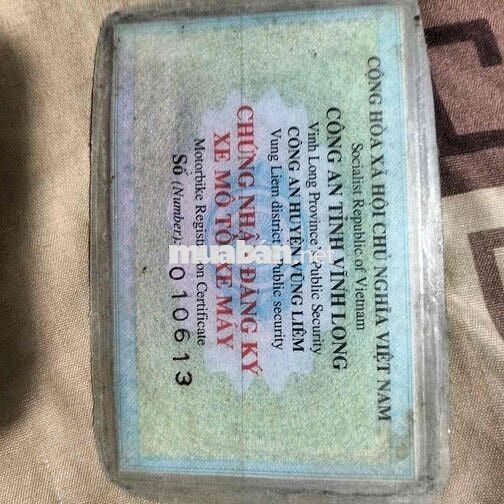 CỘNG HÒA XÃ HỘI CHỦ NGHĨA VIỆT NAM
Socialist Republic of Vietnam
CÔNG AN TỈNH VĨNH LONG
Vinh Long Province's Public Security
CÔNG AN HUYỆN VŨNG LIÊM
Vung Liem district's Public security
CHỨNG NHẬN ĐĂNG KÝ
XE MÔ TÔ, XE MÁY
Motorbike Registration Certificate
Số (Number): 010613
muaban.net